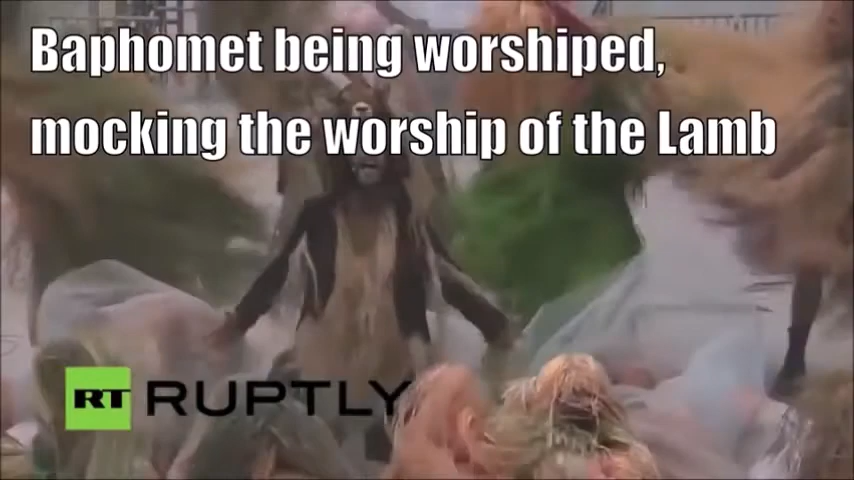 Baphomet being worshiped,
mocking the worship of the Lamb
RT RUPTLY